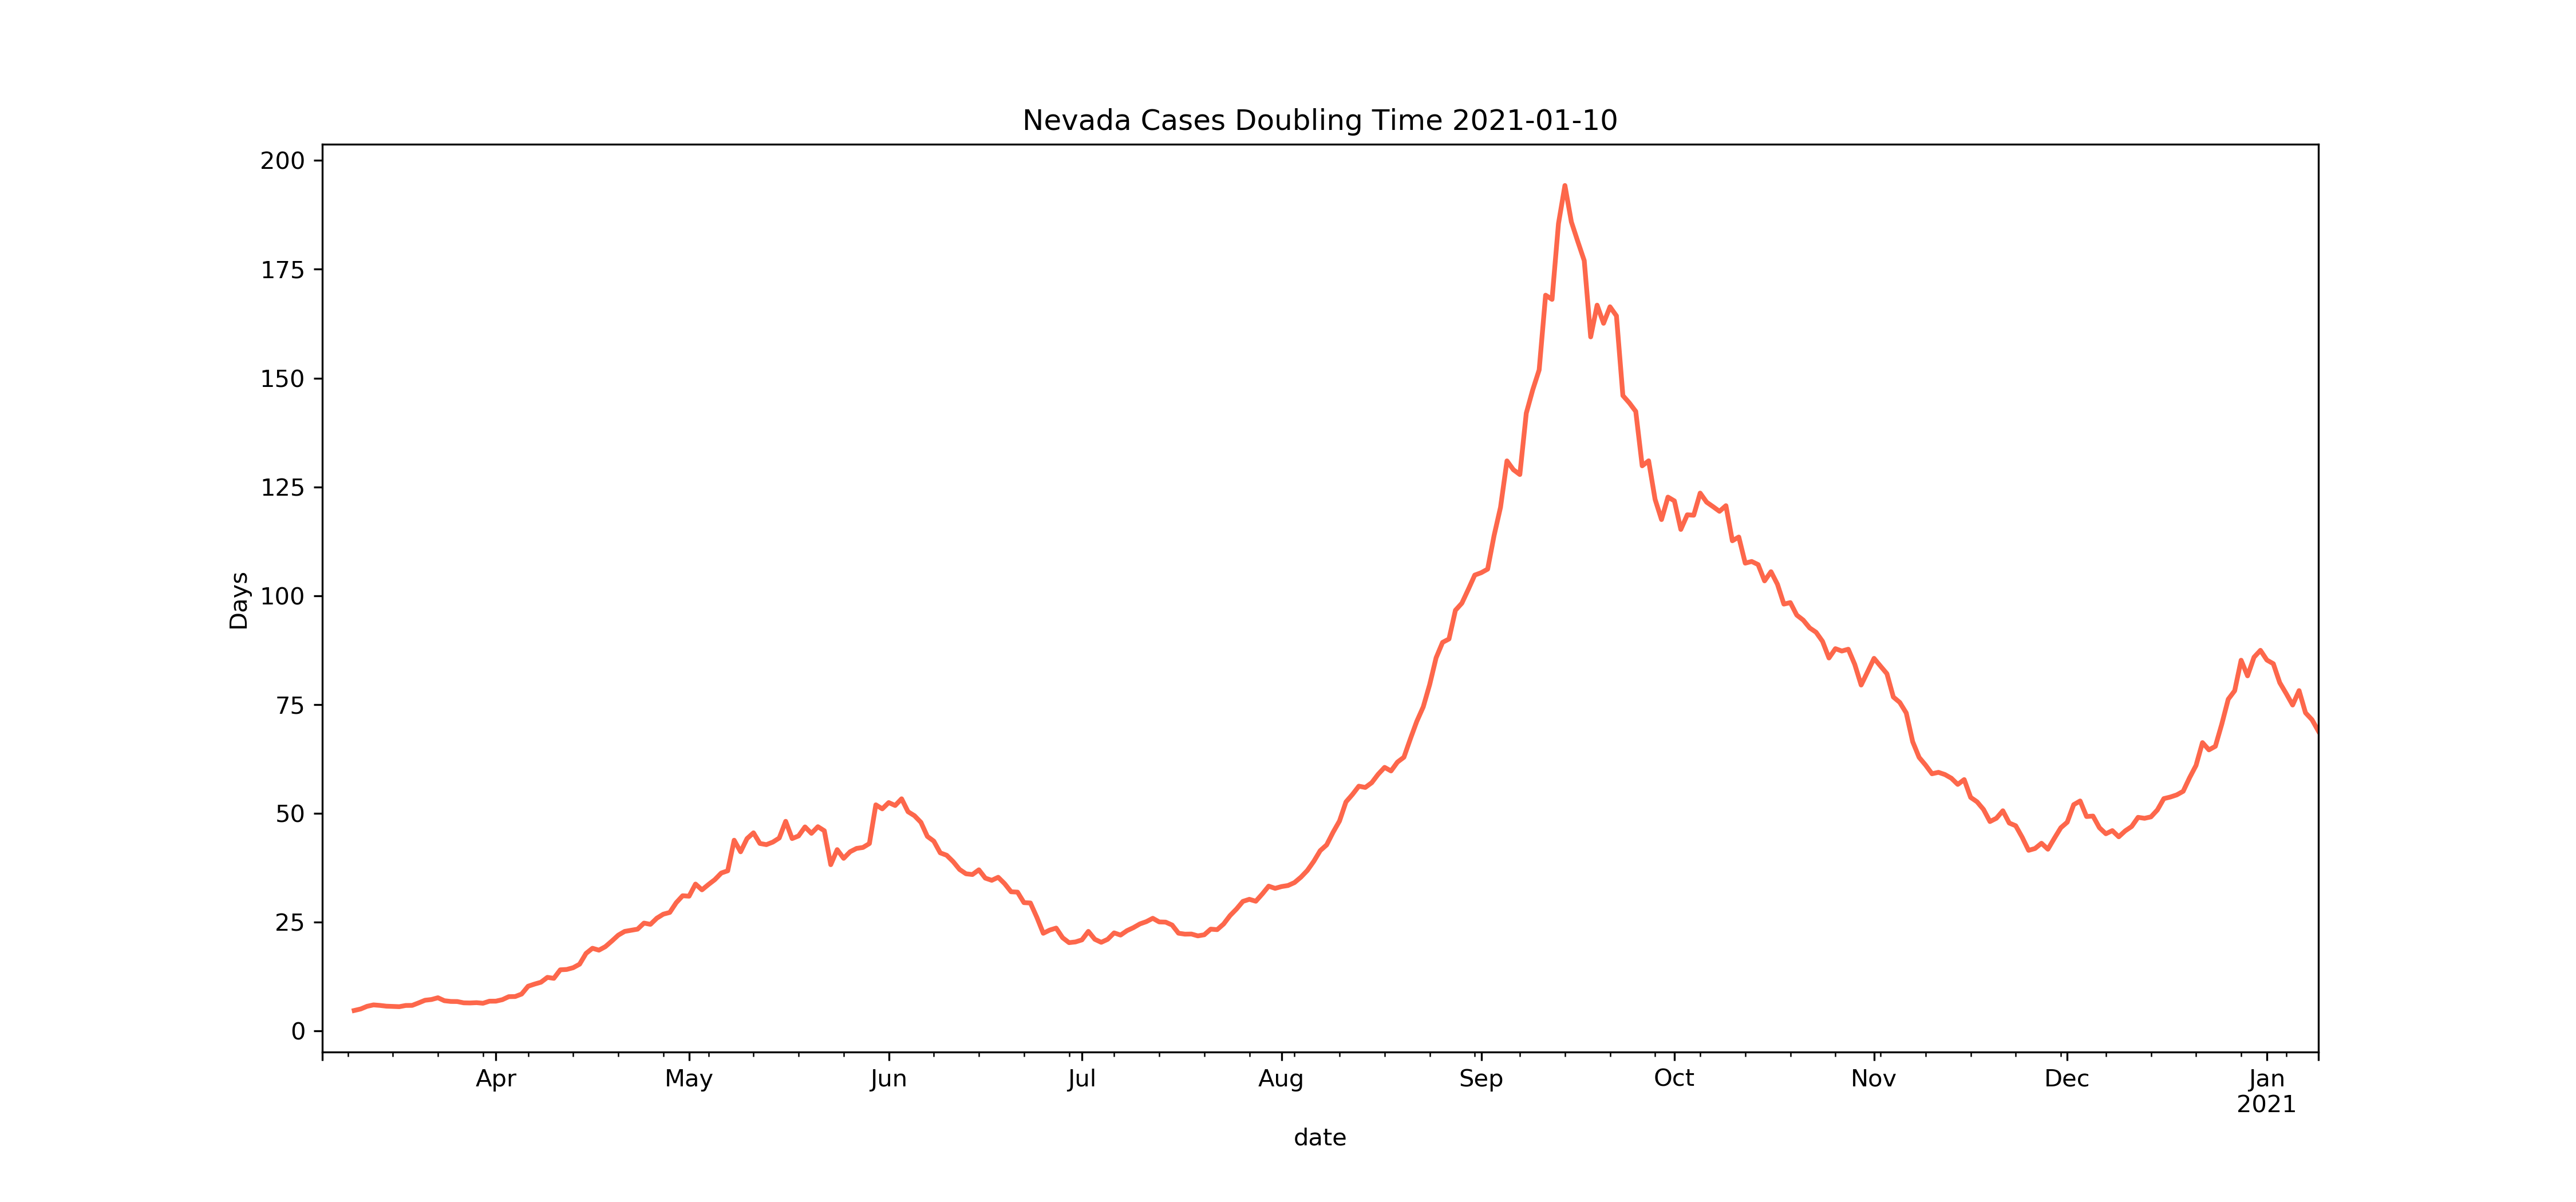 Nevada Cases Doubling Time 2021-01-10
200
175
150
125
100
75
50
25
0
Days
Apr May Jun Jul Aug Sep Oct Nov Dec Jan
2021
date